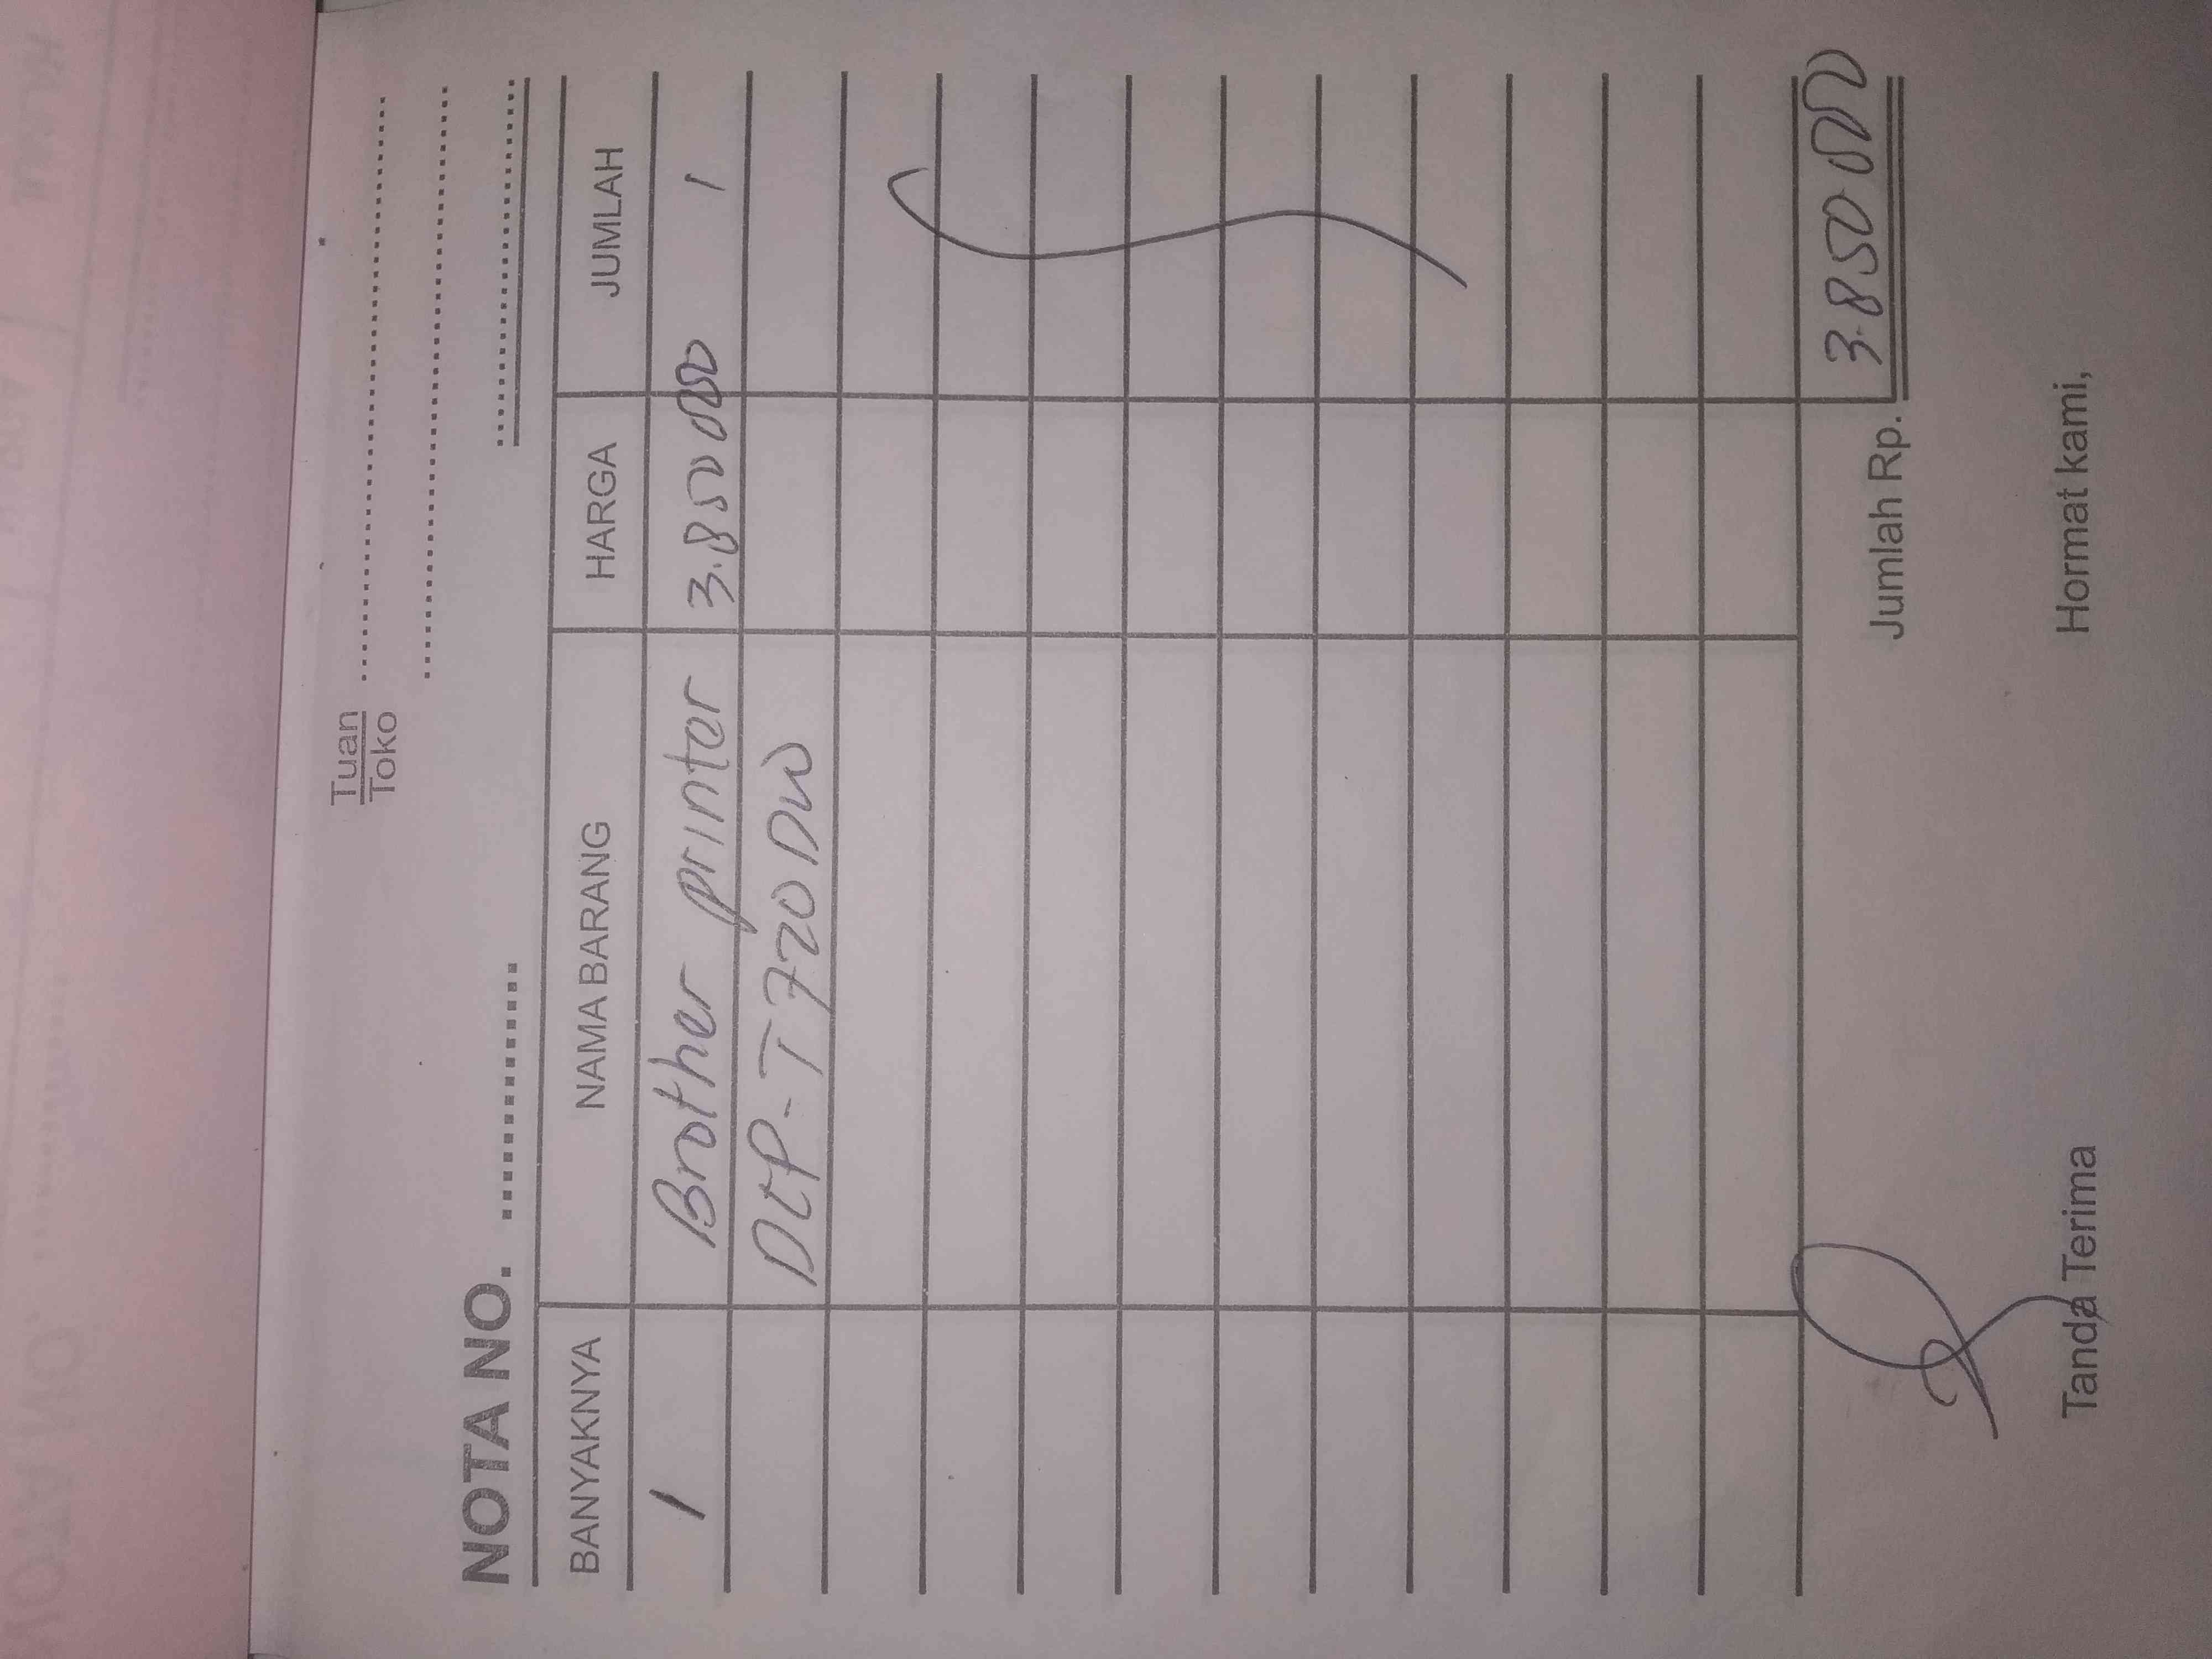 Tuan
Toko
NOTA NO.
BANYAKNYA NAMA BARANG HARGA JUMLAH
1 Brother printer 3.850 000 1
DCP-T720DW
Jumlah Rp. 3.850.000
Tanda Terima Hormat kami,